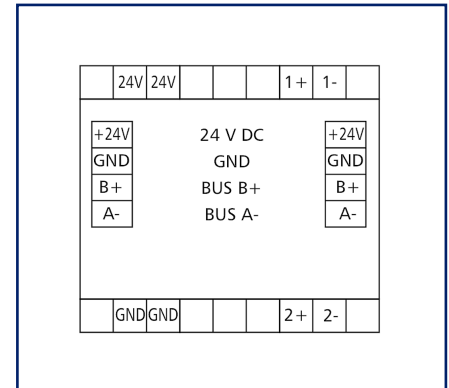 24V 24V 1+ 1-
+24V 24 V DC +24V
GND GND GND
B+ BUS B+ B+
A- BUS A- A-
GND GND 2+ 2-